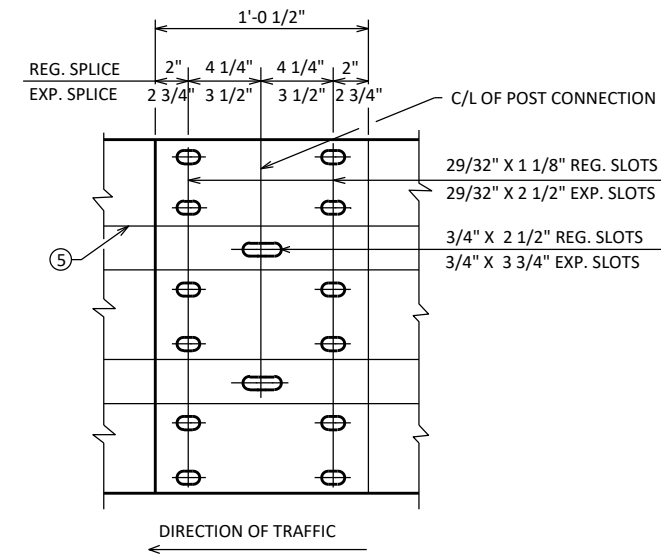 1'-0 1/2"
REG. SPLICE 2" 4 1/4" 4 1/4" 2"
EXP. SPLICE 2 3/4" 3 1/2" 3 1/2" 2 3/4"
C/L OF POST CONNECTION
29/32" X 1 1/8" REG. SLOTS
29/32" X 2 1/2" EXP. SLOTS
3/4" X 2 1/2" REG. SLOTS
3/4" X 3 3/4" EXP. SLOTS
5
DIRECTION OF TRAFFIC